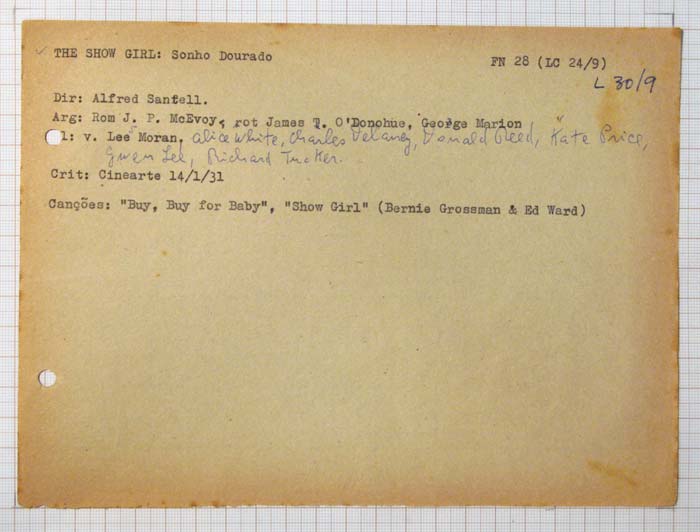 ✓ THE SHOW GIRL: Sonho Dourado FN 28 (LC 24/9)
L 30/9
Dir: Alfred Santell.
Arg: Rom J. P. McEvoy, rot James T. O'Donohue, George Marion
l: v. Lee Moran, Alice White, Charles Delaney, Donald Reed, Kate Price,
Gwen Lee, Richard Tucker.
Crit: Cinearte 14/1/31
Canções: "Buy, Buy for Baby", "Show Girl" (Bernie Grossman & Ed Ward)